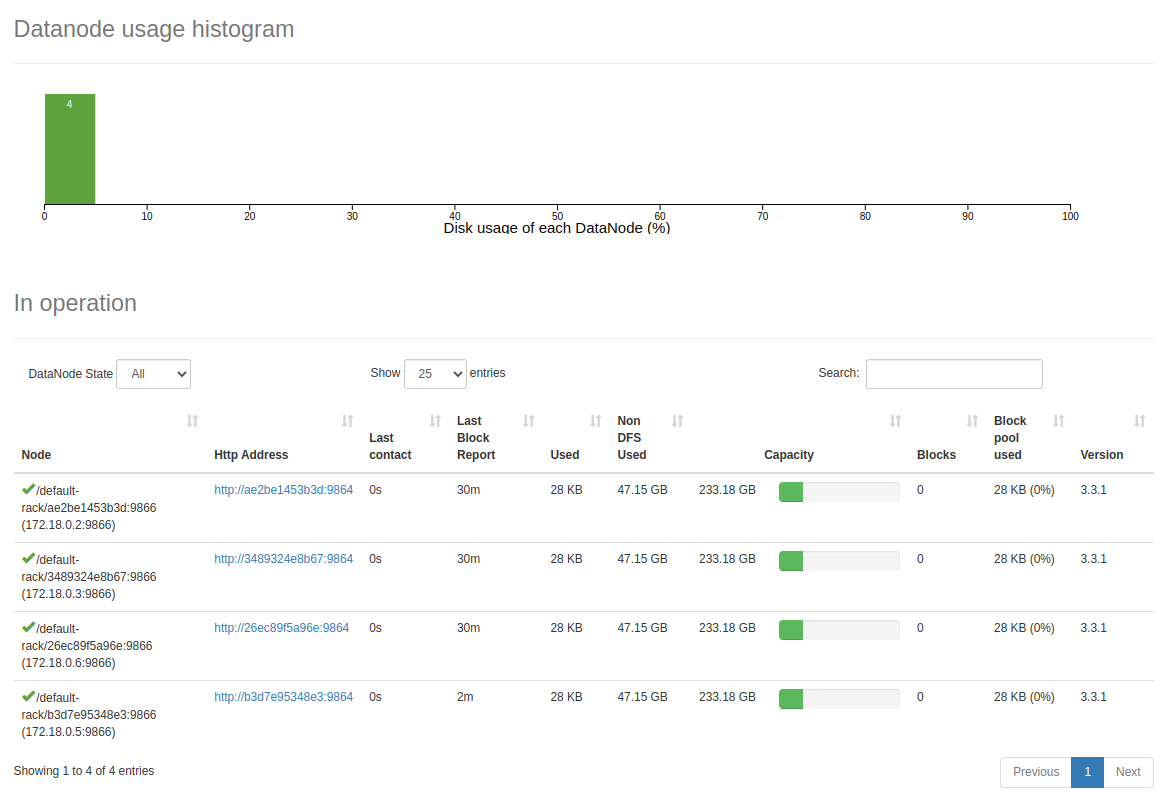 Datanode usage histogram
4
0 10 20 30 40 50 60 70 80 90 100
Disk usage of each DataNode (%)
In operation
DataNode State All Show 25 entries Search:
Node Http Address Last contact Last Block Report Used Non DFS Used Capacity Blocks Block pool used Version
/default-
rack/ae2be1453b3d:9866
(172.18.0.2:9866)
http://ae2be1453b3d:9864 0s 30m 28 KB 47.15 GB 233.18 GB 0 28 KB (0%) 3.3.1
/default-
rack/3489324e8b67:9866
(172.18.0.3:9866)
http://3489324e8b67:9864 0s 30m 28 KB 47.15 GB 233.18 GB 0 28 KB (0%) 3.3.1
/default-
rack/26ec89f5a96e:9866
(172.18.0.6:9866)
http://26ec89f5a96e:9864 0s 30m 28 KB 47.15 GB 233.18 GB 0 28 KB (0%) 3.3.1
/default-
rack/b3d7e95348e3:9866
(172.18.0.5:9866)
http://b3d7e95348e3:9864 0s 2m 28 KB 47.15 GB 233.18 GB 0 28 KB (0%) 3.3.1
Showing 1 to 4 of 4 entries
Previous 1 Next